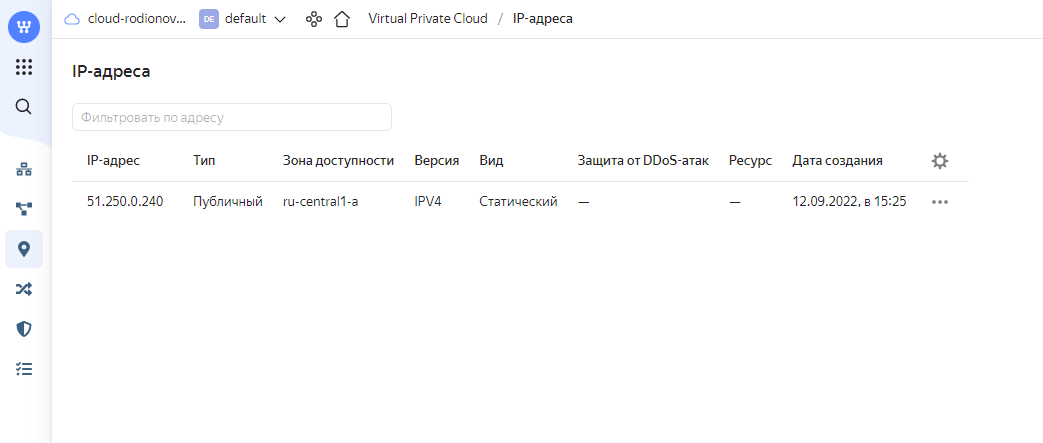 cloud-rodionov... DE default Virtual Private Cloud / IP-адреса
IP-адреса
Фильтровать по адресу
IP-адрес Тип Зона доступности Версия Вид Защита от DDoS-атак Ресурс Дата создания
51.250.0.240 Публичный ru-central1-a IPV4 Статический — — 12.09.2022, в 15:25